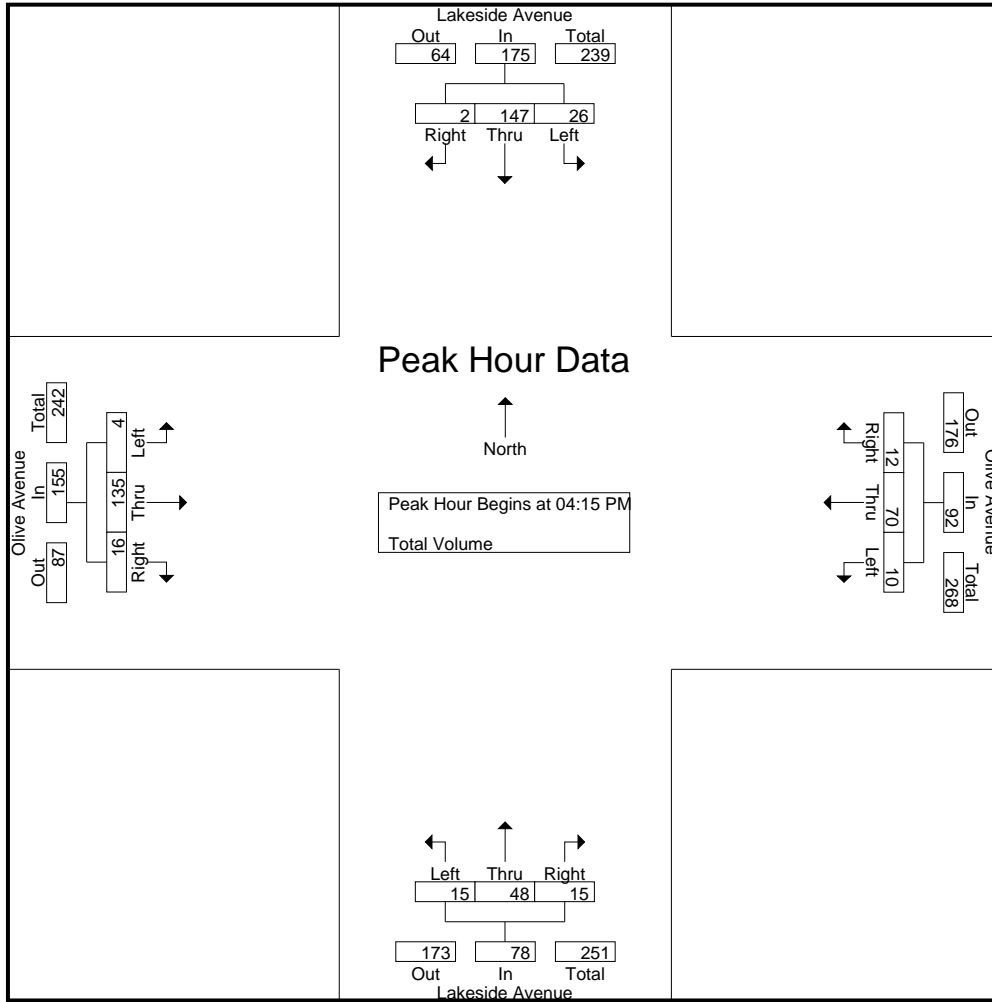 Lakeside Avenue
Out In Total
64 175 239
2 147 26
Right Thru Left
Peak Hour Data
North
Peak Hour Begins at 04:15 PM
Total Volume
Olive Avenue
Out In Total
87 155 242
16 135 4
Right Thru Left
Olive Avenue
Out In Total
176 92 268
12 70 10
Right Thru Left
Left Thru Right
15 48 15
173 78 251
Out In Total
Lakeside Avenue